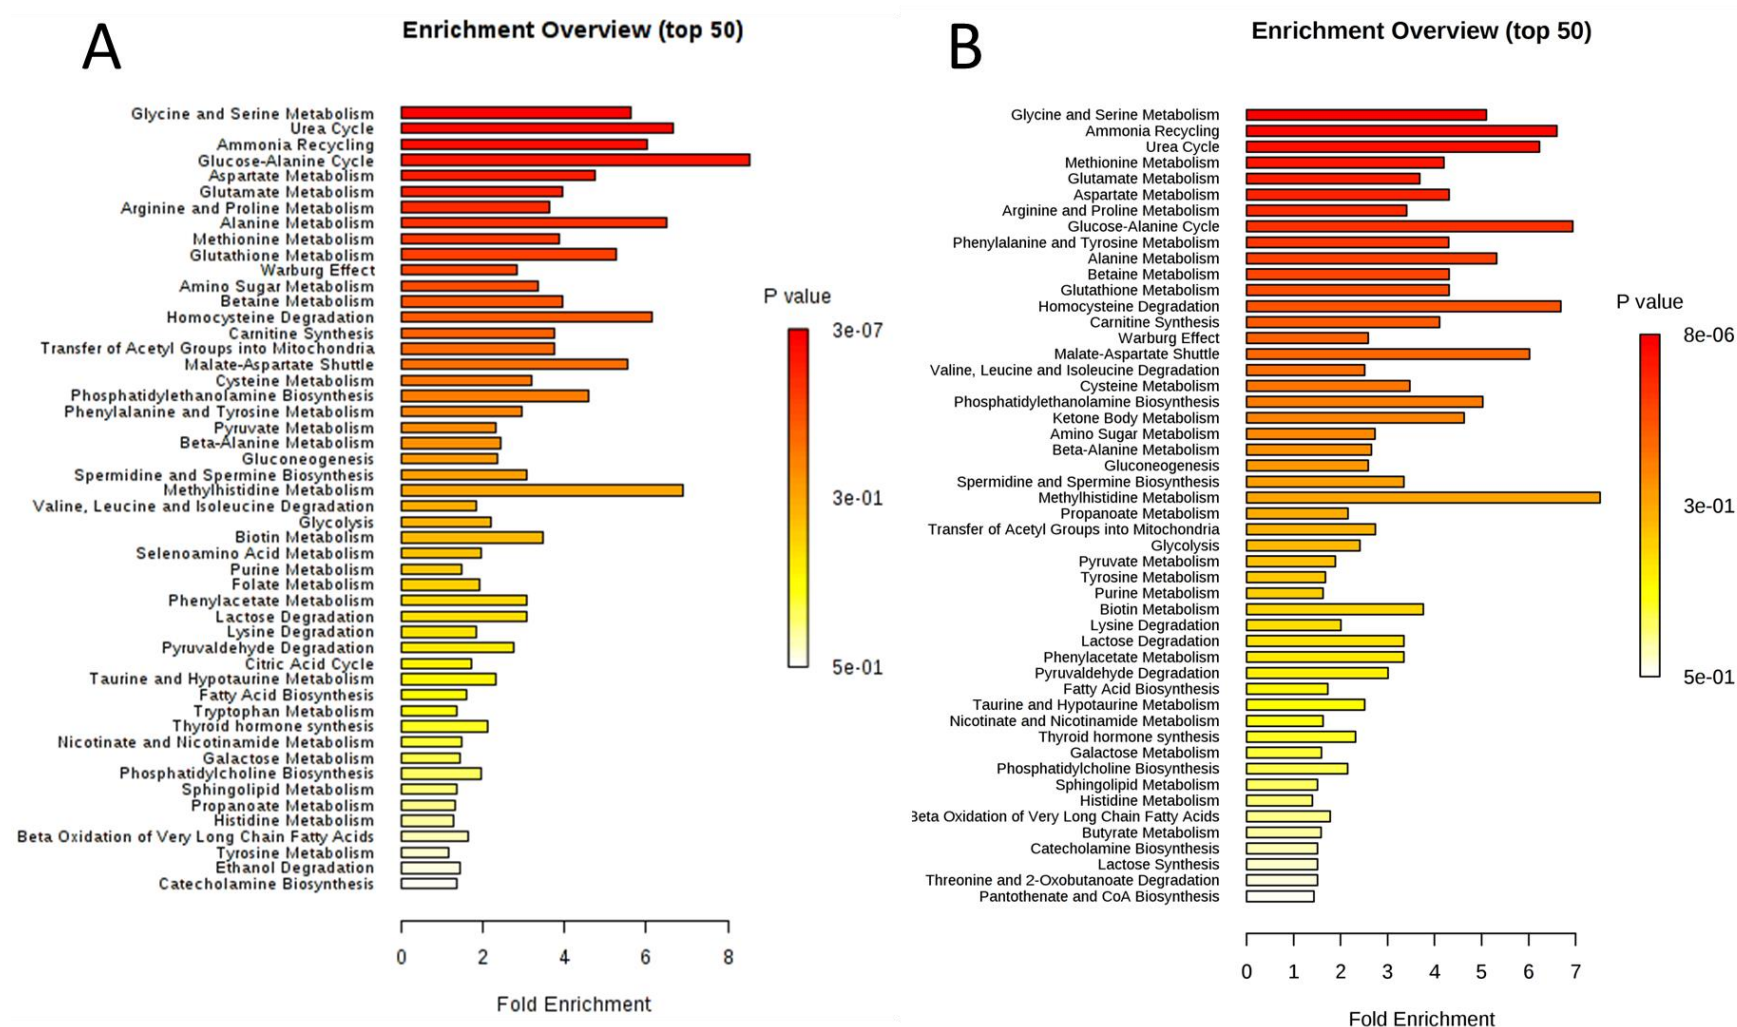 A
Enrichment Overview (top 50)
Glycine and Serine Metabolism
Urea Cycle
Ammonia Recycling
Glucose-Alanine Cycle
Aspartate Metabolism
Glutamate Metabolism
Arginine and Proline Metabolism
Alanine Metabolism
Methionine Metabolism
Glutathione Metabolism
Warburg Effect
Amino Sugar Metabolism
Betaine Metabolism
Homocysteine Degradation
Carnitine Synthesis
Transfer of Acetyl Groups into Mitochondria
Malate-Aspartate Shuttle
Cysteine Metabolism
Phosphatidylethanolamine Biosynthesis
Phenylalanine and Tyrosine Metabolism
Pyruvate Metabolism
Beta-Alanine Metabolism
Gluconeogenesis
Spermidine and Spermine Biosynthesis
Methylhistidine Metabolism
Valine, Leucine and Isoleucine Degradation
Glycolysis
Biotin Metabolism
Selenoamino Acid Metabolism
Purine Metabolism
Folate Metabolism
Phenylacetate Metabolism
Lactose Degradation
Lysine Degradation
Pyruvaldehyde Degradation
Citric Acid Cycle
Taurine and Hypotaurine Metabolism
Fatty Acid Biosynthesis
Tryptophan Metabolism
Thyroid hormone synthesis
Nicotinate and Nicotinamide Metabolism
Galactose Metabolism
Phosphatidylcholine Biosynthesis
Sphingolipid Metabolism
Propanoate Metabolism
Histidine Metabolism
Beta Oxidation of Very Long Chain Fatty Acids
Tyrosine Metabolism
Ethanol Degradation
Catecholamine Biosynthesis
0 2 4 6 8
Fold Enrichment
P value
3e-07
3e-01
5e-01
B
Enrichment Overview (top 50)
Glycine and Serine Metabolism
Ammonia Recycling
Urea Cycle
Methionine Metabolism
Glutamate Metabolism
Aspartate Metabolism
Arginine and Proline Metabolism
Glucose-Alanine Cycle
Phenylalanine and Tyrosine Metabolism
Alanine Metabolism
Betaine Metabolism
Glutathione Metabolism
Homocysteine Degradation
Carnitine Synthesis
Warburg Effect
Malate-Aspartate Shuttle
Valine, Leucine and Isoleucine Degradation
Cysteine Metabolism
Phosphatidylethanolamine Biosynthesis
Ketone Body Metabolism
Amino Sugar Metabolism
Beta-Alanine Metabolism
Gluconeogenesis
Spermidine and Spermine Biosynthesis
Methylhistidine Metabolism
Propanoate Metabolism
Transfer of Acetyl Groups into Mitochondria
Glycolysis
Pyruvate Metabolism
Tyrosine Metabolism
Purine Metabolism
Biotin Metabolism
Lysine Degradation
Lactose Degradation
Phenylacetate Metabolism
Pyruvaldehyde Degradation
Fatty Acid Biosynthesis
Taurine and Hypotaurine Metabolism
Nicotinate and Nicotinamide Metabolism
Thyroid hormone synthesis
Galactose Metabolism
Phosphatidylcholine Biosynthesis
Sphingolipid Metabolism
Histidine Metabolism
Beta Oxidation of Very Long Chain Fatty Acids
Butyrate Metabolism
Catecholamine Biosynthesis
Lactose Synthesis
Threonine and 2-Oxobutanoate Degradation
Pantothenate and CoA Biosynthesis
0 1 2 3 4 5 6 7
Fold Enrichment
P value
8e-06
3e-01
5e-01